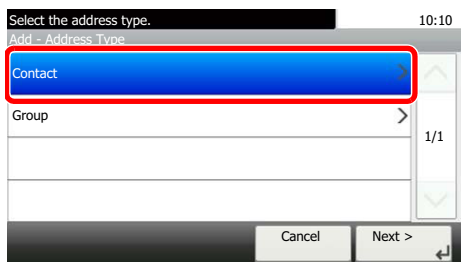 Select the address type.
10:10
Add - Address Type
Contact
Group
1/1
Cancel
Next >